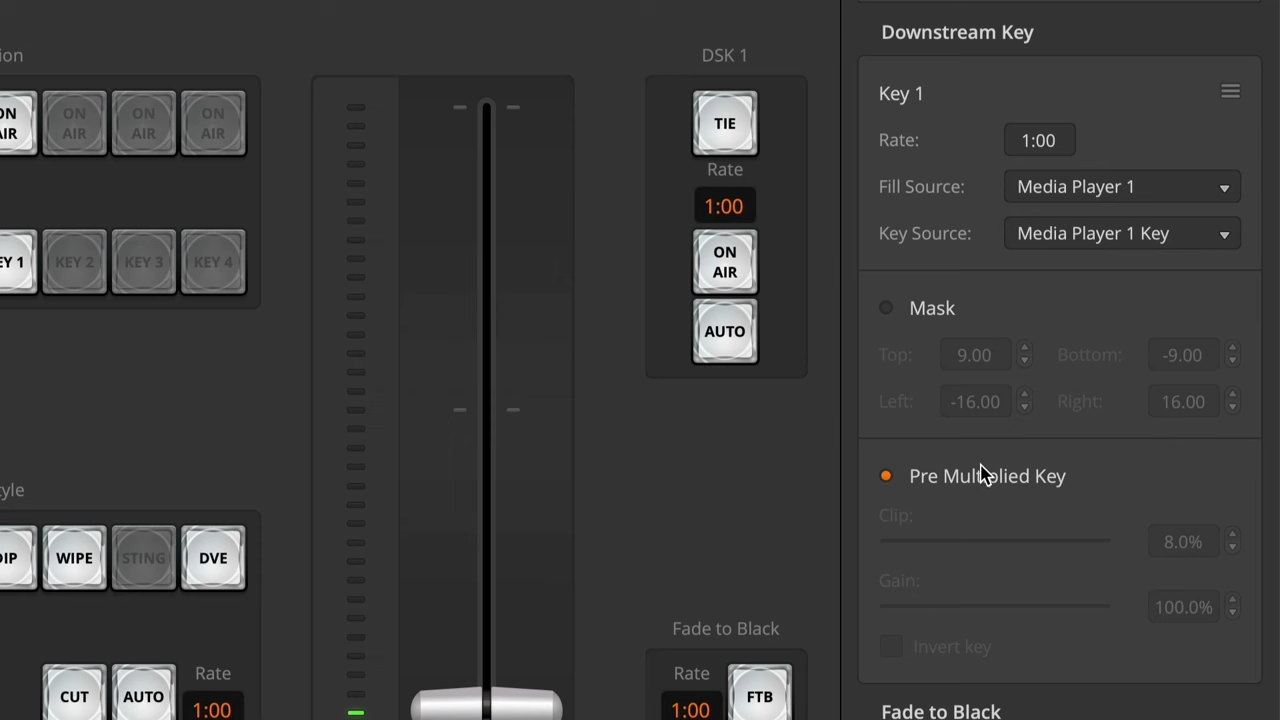 ion
ON AIR
ON AIR
ON AIR
ON AIR
EY 1
KEY 2
KEY 3
KEY 4
tyle
DIP
WIPE
STING
DVE
CUT
AUTO
Rate
1:00
DSK 1
TIE
Rate
1:00
ON AIR
AUTO
Fade to Black
Rate
1:00
FTB
Downstream Key
Key 1
Rate: 1:00
Fill Source: Media Player 1
Key Source: Media Player 1 Key
Mask
Top: 9.00 Bottom: -9.00
Left: -16.00 Right: 16.00
Pre Multiplied Key
Clip:
8.0%
Gain:
100.0%
Invert key
Fade to Black